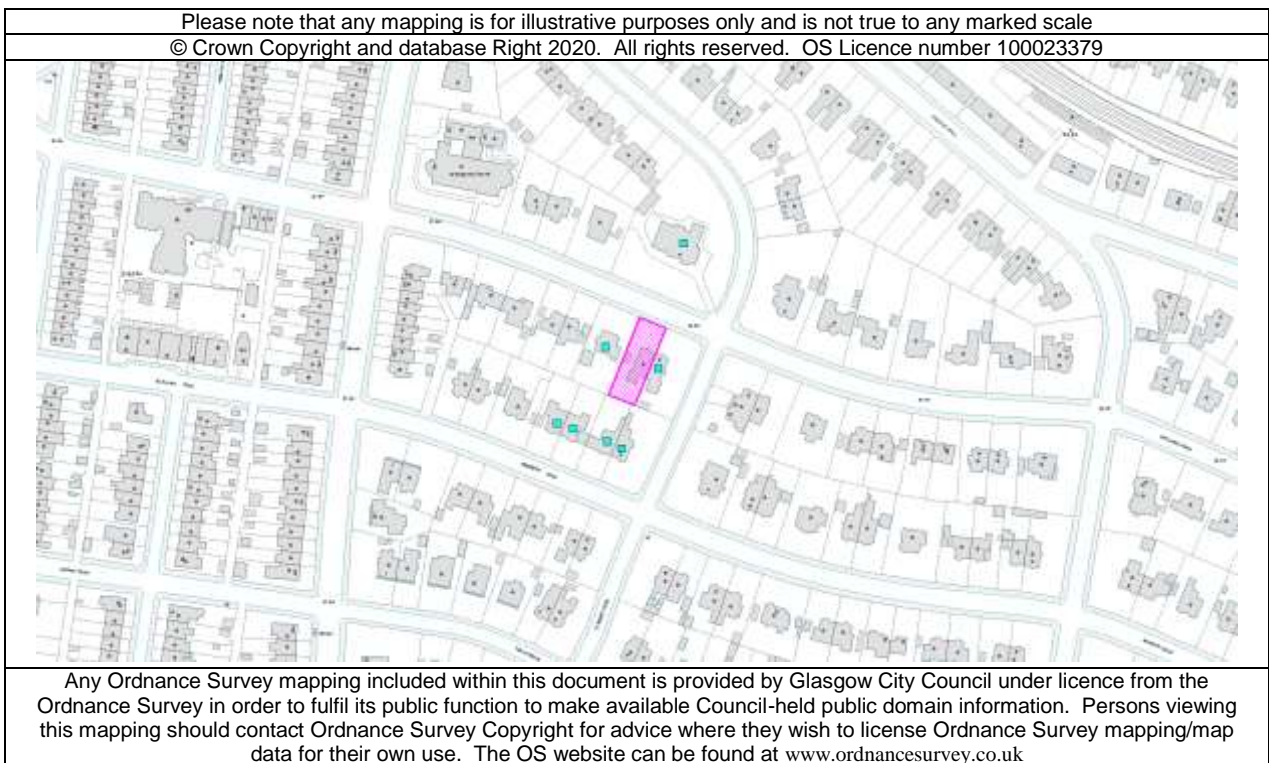 Please note that any mapping is for illustrative purposes only and is not true to any marked scale
© Crown Copyright and database Right 2020. All rights reserved. OS Licence number 100023379
Any Ordnance Survey mapping included within this document is provided by Glasgow City Council under licence from the
Ordnance Survey in order to fulfil its public function to make available Council-held public domain information. Persons viewing
this mapping should contact Ordnance Survey Copyright for advice where they wish to license Ordnance Survey mapping/map
data for their own use. The OS website can be found at www.ordnancesurvey.co.uk